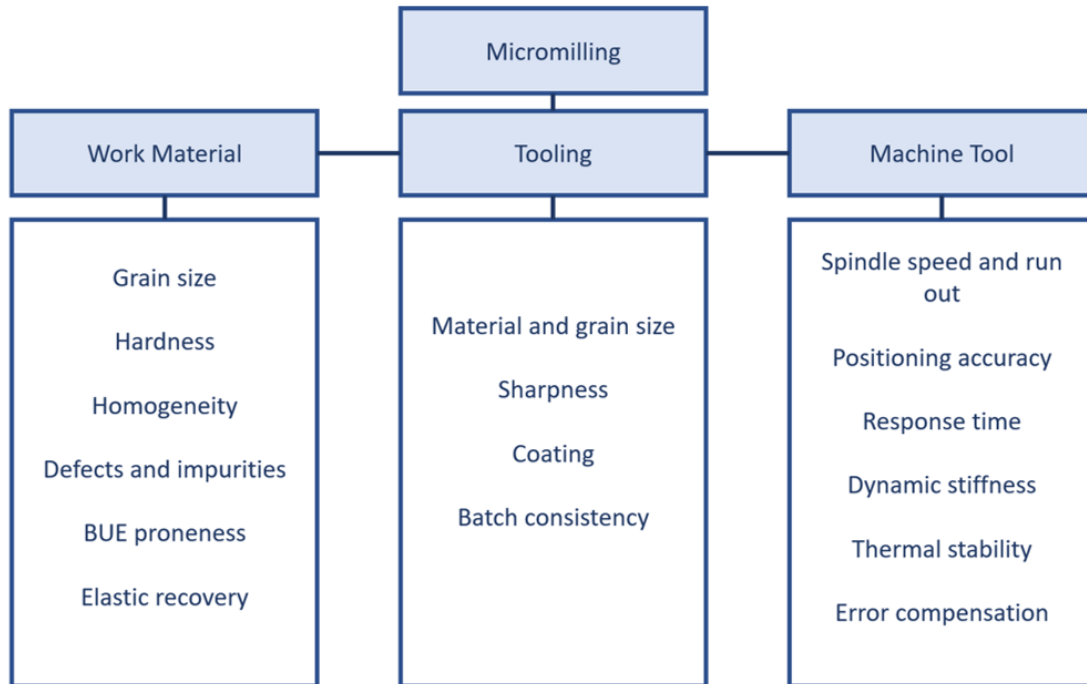 Micromilling
Work Material
Tooling
Machine Tool
Grain size
Hardness
Homogeneity
Defects and impurities
BUE proneness
Elastic recovery
Material and grain size
Sharpness
Coating
Batch consistency
Spindle speed and run
out
Positioning accuracy
Response time
Dynamic stiffness
Thermal stability
Error compensation